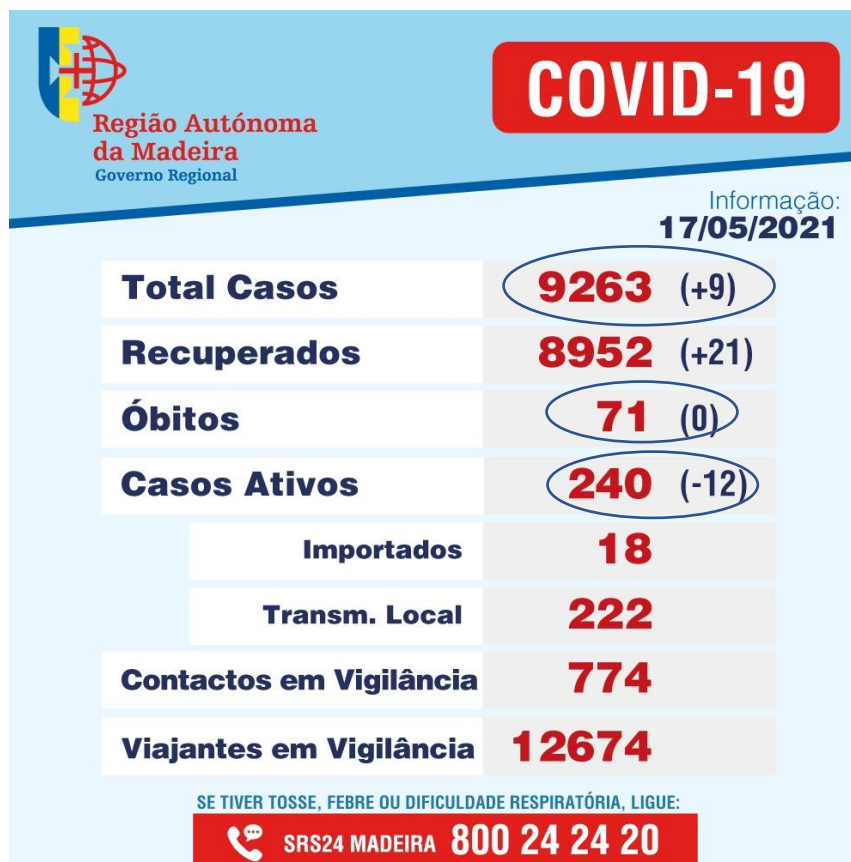 Região Autónoma
da Madeira
Governo Regional
COVID-19
Informação:
17/05/2021
Total Casos 9263 (+9)
Recuperados 8952 (+21)
Óbitos 71 (0)
Casos Ativos 240 (-12)
Importados 18
Transm. Local 222
Contactos em Vigilância 774
Viajantes em Vigilância 12674
SE TIVER TOSSE, FEBRE OU DIFICULDADE RESPIRATÓRIA, LIGUE:
SRS24 MADEIRA 800 24 24 20